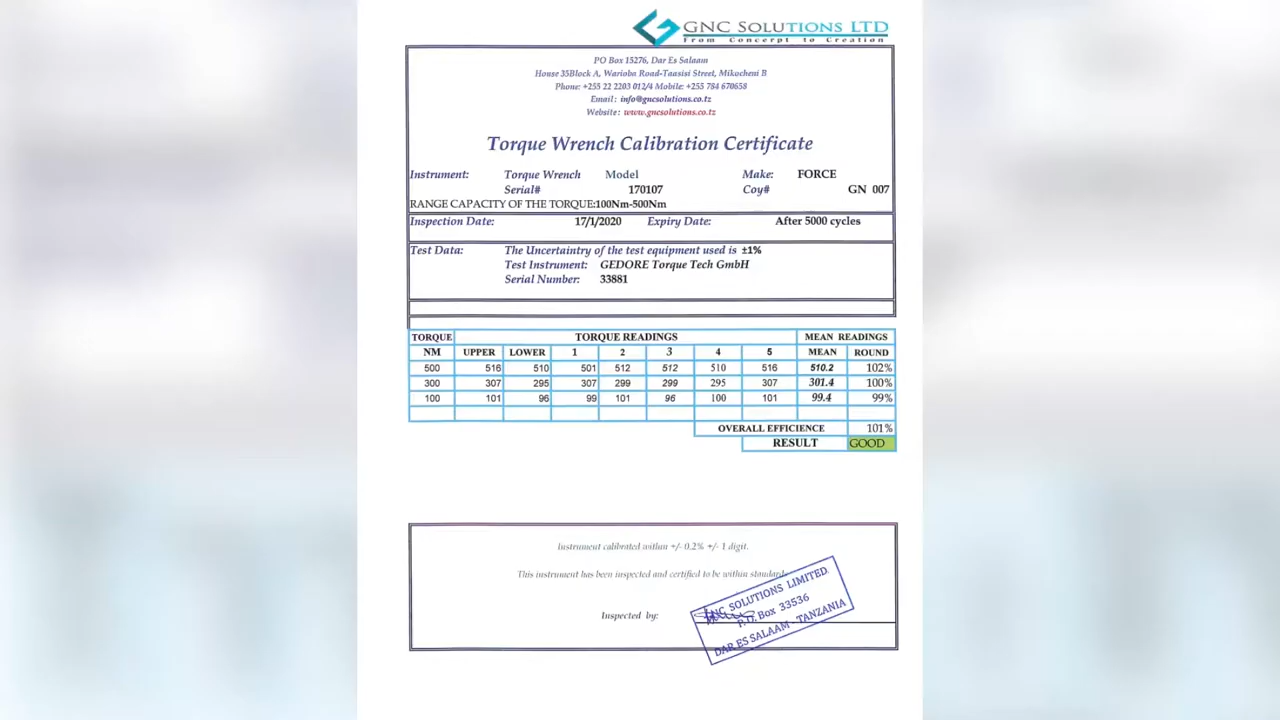 GNC SOLUTIONS LTD
From Concept to Creation
PO Box 15276, Dar Es Salaam
House 35Block A, Warioba Road-Taasisi Street, Mikocheni B
Phone: +255 22 2203 012/4 Mobile: +255 784 670658
Email: info@gncsolutions.co.tz
Website: www.gncsolutions.co.tz
Torque Wrench Calibration Certificate
Instrument: Torque Wrench Model Make: FORCE
Serial# 170107 Coy# GN 007
RANGE CAPACITY OF THE TORQUE:100Nm-500Nm
Inspection Date: 17/1/2020 Expiry Date: After 5000 cycles
Test Data: The Uncertaintry of the test equipment used is ±1%
Test Instrument: GEDORE Torque Tech GmbH
Serial Number: 33881
TORQUE TORQUE READINGS MEAN READINGS
NM UPPER LOWER 1 2 3 4 5 MEAN ROUND
500 516 510 501 512 512 510 516 510.2 102%
300 307 295 307 299 299 295 307 301.4 100%
100 101 96 99 101 96 100 101 99.4 99%
OVERALL EFFICIENCE 101%
RESULT GOOD
Instrument calibrated within +/- 0.2% +/- 1 digit.
This instrument has been inspected and certified to be within standards
Inspected by:
GNC SOLUTIONS LIMITED
P.O. Box 33536
DAR ES SALAAM - TANZANIA